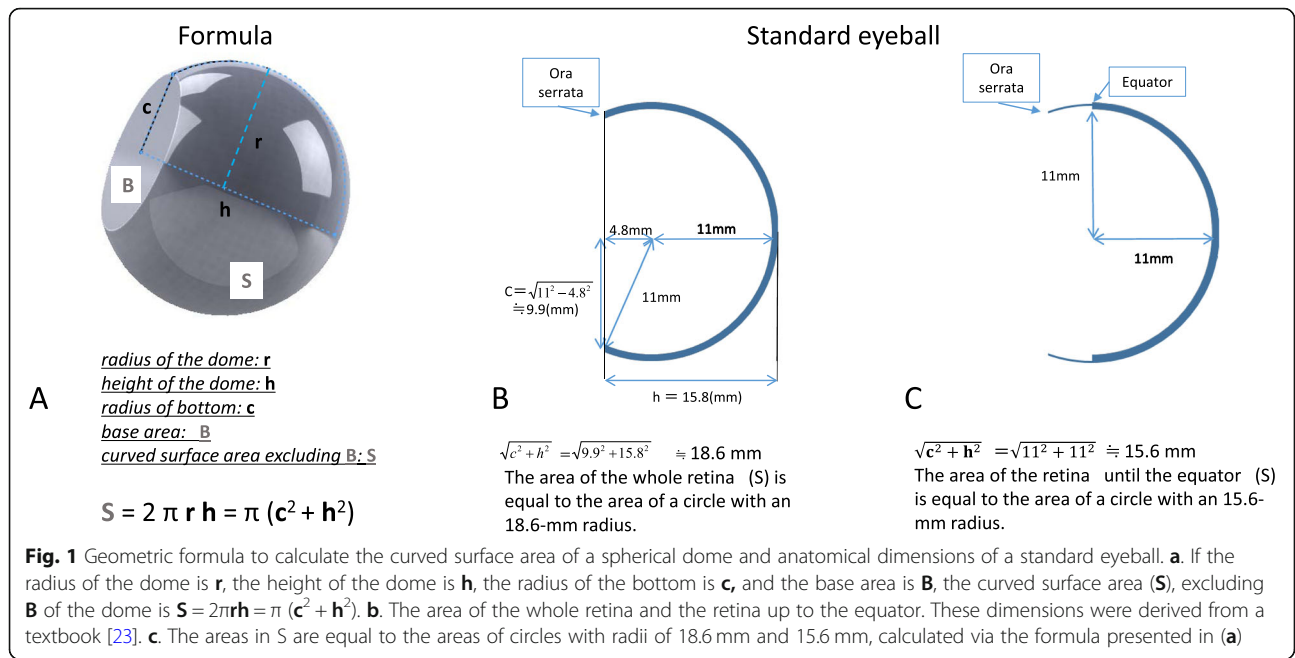 Formula
c
r
B
h
S
radius of the dome: r
height of the dome: h
radius of bottom: c
base area: B
curved surface area excluding B: S
A
S = 2 π r h = π (c² + h²)
Standard eyeball
Ora
serrata
4.8mm
11mm
C＝√11²−4.8²
≒9.9(mm)
11mm
h ＝ 15.8(mm)
B
√c² + h² ＝√9.9² + 15.8² ≒ 18.6 mm
The area of the whole retina (S) is
equal to the area of a circle with an
18.6-mm radius.
Ora
serrata
Equator
11mm
11mm
C
√c² + h² ＝√11² + 11² ≒ 15.6 mm
The area of the retina until the equator (S)
is equal to the area of a circle with an 15.6-
mm radius.
Fig. 1 Geometric formula to calculate the curved surface area of a spherical dome and anatomical dimensions of a standard eyeball. a. If the
radius of the dome is r, the height of the dome is h, the radius of the bottom is c, and the base area is B, the curved surface area (S), excluding
B of the dome is S = 2πrh = π (c² + h²). b. The area of the whole retina and the retina up to the equator. These dimensions were derived from a
textbook [23]. c. The areas in S are equal to the areas of circles with radii of 18.6 mm and 15.6 mm, calculated via the formula presented in (a)